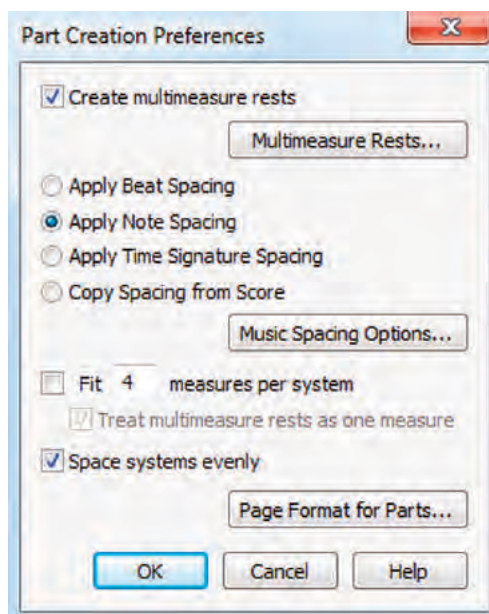 Part Creation Preferences
Create multimeasure rests
Multimeasure Rests...
Apply Beat Spacing
Apply Note Spacing
Apply Time Signature Spacing
Copy Spacing from Score
Music Spacing Options...
Fit 4 measures per system
Treat multimeasure rests as one measure
Space systems evenly
Page Format for Parts...
OK Cancel Help